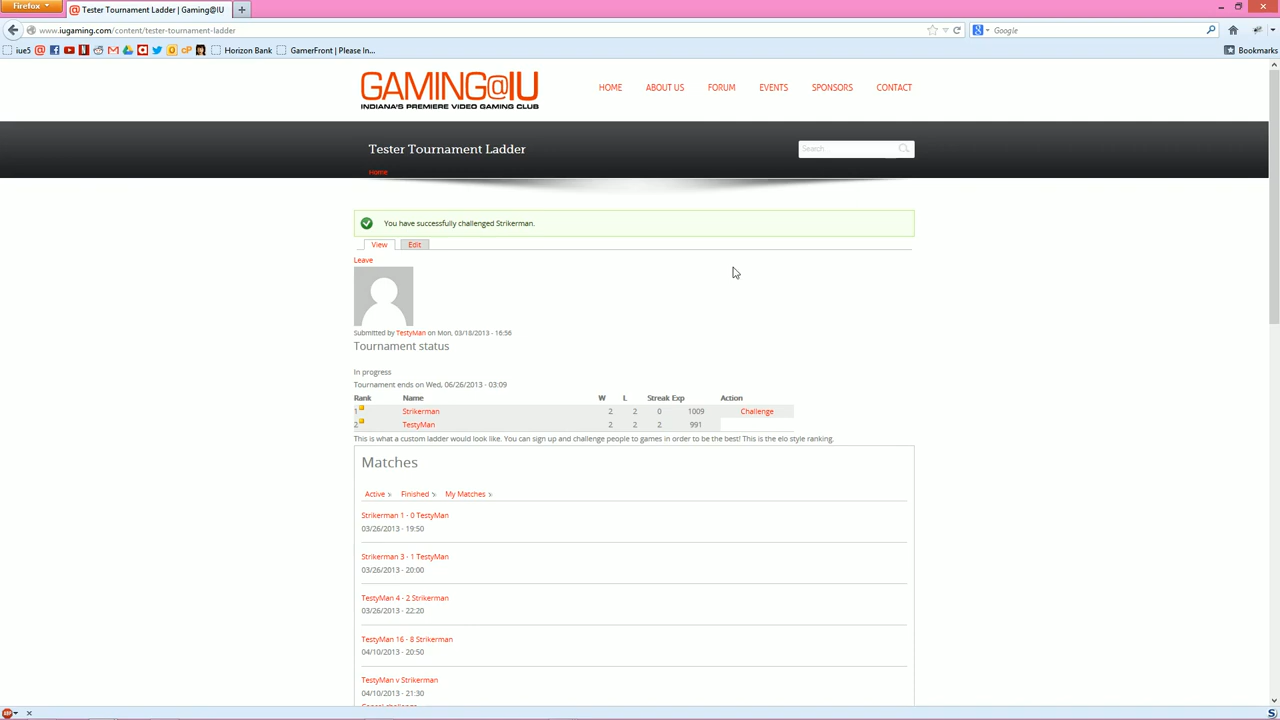 Firefox
Tester Tournament Ladder | Gaming@IU
www.iugaming.com/content/tester-tournament-ladder
Google
iue5
Horizon Bank
GamerFront | Please In...
Bookmarks
GAMING@IU
INDIANA'S PREMIERE VIDEO GAMING CLUB
HOME ABOUT US FORUM EVENTS SPONSORS CONTACT
Tester Tournament Ladder
Search
Home
You have successfully challenged Strikerman.
View Edit
Leave
Submitted by TestyMan on Mon, 03/18/2013 - 16:56
Tournament status
In progress
Tournament ends on Wed, 06/26/2013 - 03:09
Rank Name W L Streak Exp Action
1 Strikerman 2 2 0 1009 Challenge
2 TestyMan 2 2 2 991
This is what a custom ladder would look like. You can sign up and challenge people to games in order to be the best! This is the elo style ranking.
Matches
Active Finished My Matches
Strikerman 1 - 0 TestyMan
03/26/2013 - 19:50
Strikerman 3 - 1 TestyMan
03/26/2013 - 20:00
TestyMan 4 - 2 Strikerman
03/26/2013 - 22:20
TestyMan 16 - 8 Strikerman
04/10/2013 - 20:50
TestyMan v Strikerman
04/10/2013 - 21:30